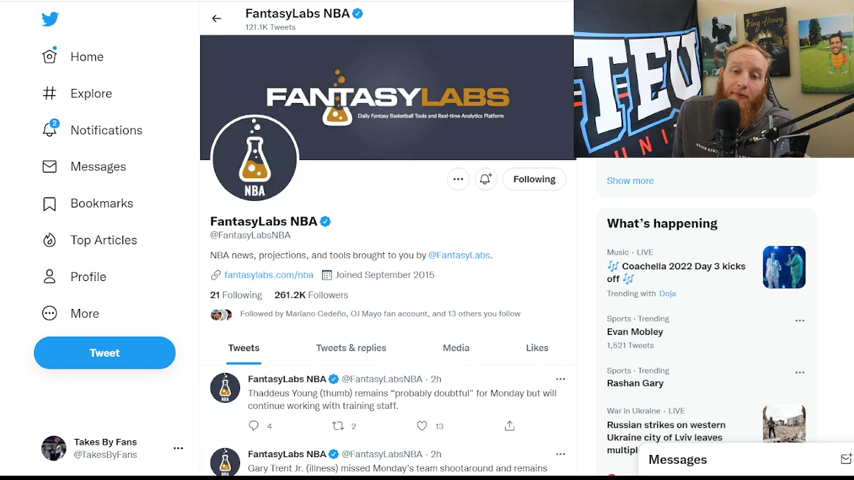 FantasyLabs NBA
121.1K Tweets
Home
Explore
2
Notifications
Messages
Bookmarks
Top Articles
Profile
More
Tweet
Takes By Fans
@TakesByFans
FANTASYLABS
Daily Fantasy Basketball Tools and Real-time Analytics Platform
NBA
Following
FantasyLabs NBA
@FantasyLabsNBA
NBA news, projections, and tools brought to you by @FantasyLabs.
fantasylabs.com/nba Joined September 2015
21 Following 261.2K Followers
Followed by Mariano Cedeño, OJ Mayo fan account, and 13 others you follow
Tweets Tweets & replies Media Likes
FantasyLabs NBA @FantasyLabsNBA · 2h
Thaddeus Young (thumb) remains "probably doubtful" for Monday but will
continue working with training staff.
4 2 13
FantasyLabs NBA @FantasyLabsNBA · 2h
Gary Trent Jr. (illness) missed Monday's team shootaround and remains
TEU
Show more
What's happening
Music · LIVE
🎶 Coachella 2022 Day 3 kicks
off 🎶
Trending with Doja
Sports · Trending
Evan Mobley
1,521 Tweets
Sports · Trending
Rashan Gary
War in Ukraine · LIVE
Russian strikes on western
Ukraine city of Lviv leaves
multipl
Messages